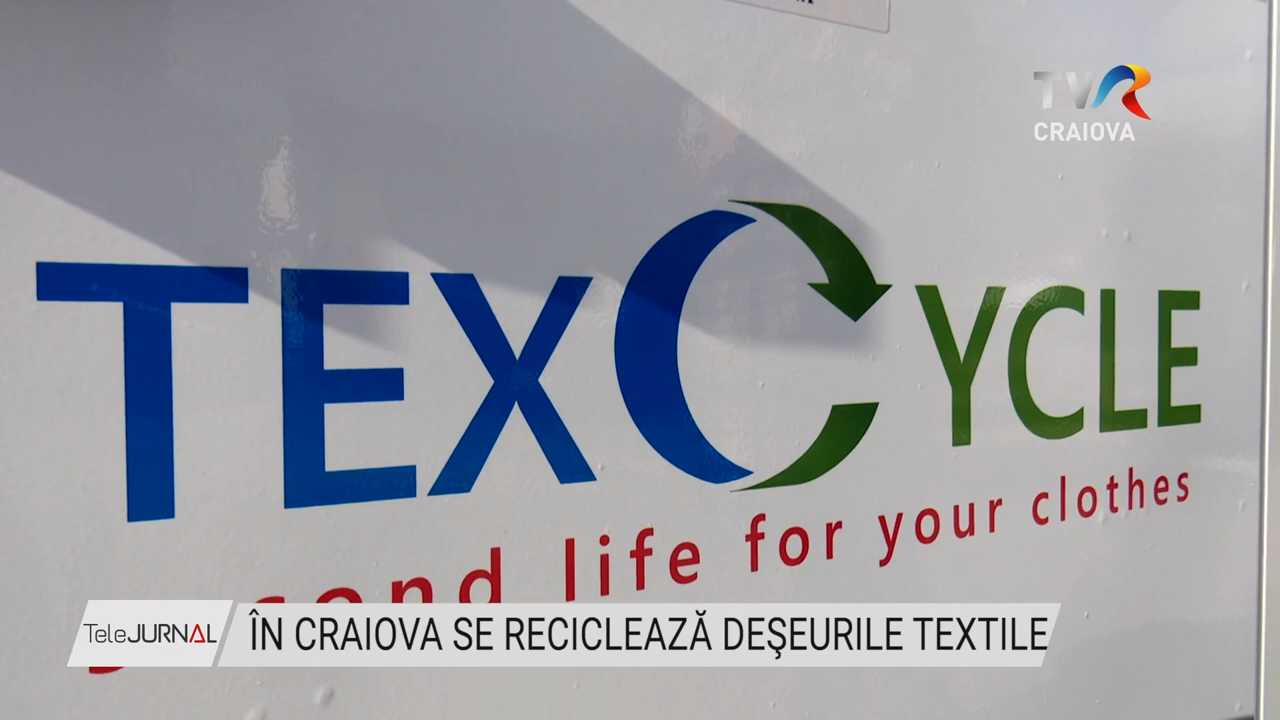 TVR
CRAIOVA
TEXCYCLE
life for your clothes
TeleJURNAL
ÎN CRAIOVA SE RECICLEAZĂ DEŞEURILE TEXTILE